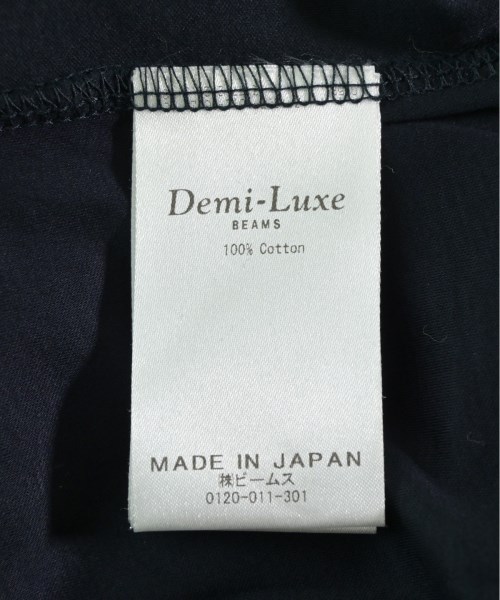 Demi-Luxe
BEAMS
100% Cotton
MADE IN JAPAN
㈱ビームス
0120-011-301